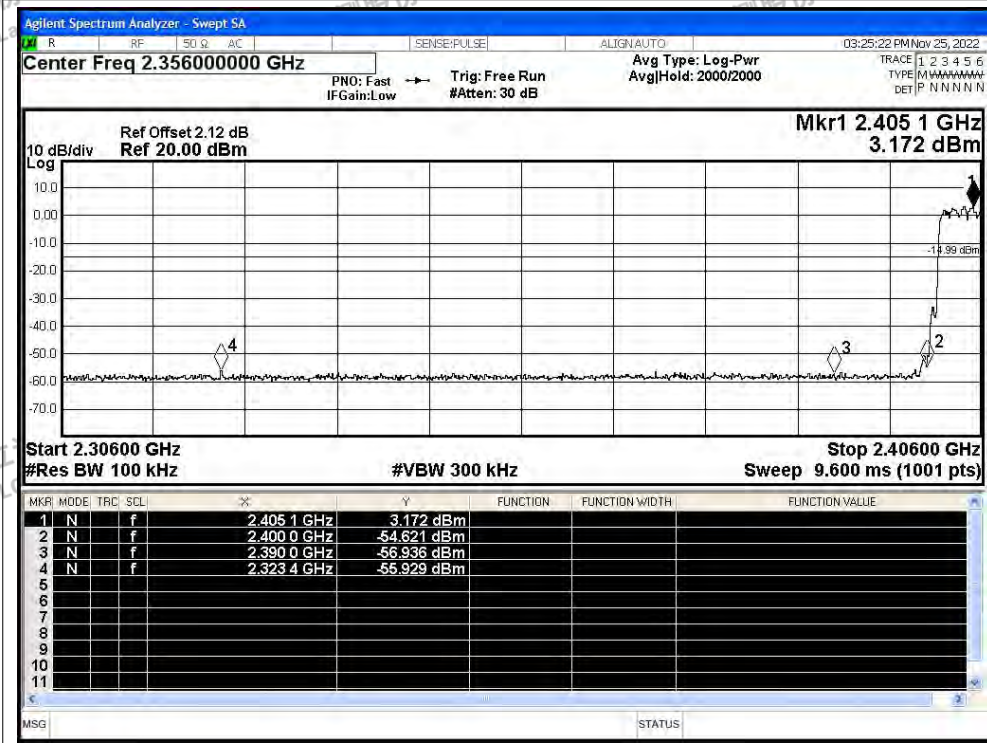 Agilent Spectrum Analyzer - Swept SA
R RF 50 Ω AC SENSE:PULSE ALIGNAUTO 03:25:22 PM Nov 25, 2022
Center Freq 2.356000000 GHz
PNO: Fast
IFGain:Low
Trig: Free Run
#Atten: 30 dB
Avg Type: Log-Pwr
Avg|Hold: 2000/2000
TRACE 1 2 3 4 5 6
TYPE M
DET P N N N N N
Mkr1 2.405 1 GHz
3.172 dBm
Ref Offset 2.12 dB
Ref 20.00 dBm
10 dB/div
Log
10.0
0.00
-10.0
-20.0
-30.0
-40.0
-50.0
-60.0
-70.0
1
-14.99 dBm
4
3
2
Start 2.30600 GHz Stop 2.40600 GHz
#Res BW 100 kHz #VBW 300 kHz Sweep 9.600 ms (1001 pts)
MKR MODE TRC SCL X Y FUNCTION FUNCTION WIDTH FUNCTION VALUE
1 N f 2.405 1 GHz 3.172 dBm
2 N f 2.400 0 GHz -54.621 dBm
3 N f 2.390 0 GHz -56.936 dBm
4 N f 2.323 4 GHz -55.929 dBm
5
6
7
8
9
10
11
MSG STATUS